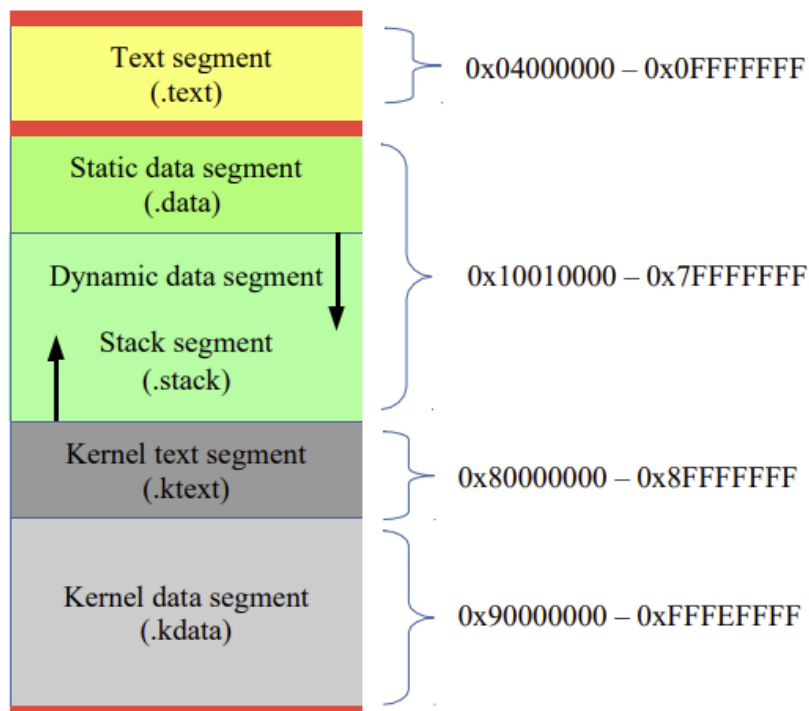 Text segment
(.text)
0x04000000 – 0x0FFFFFFF
Static data segment
(.data)
Dynamic data segment
0x10010000 – 0x7FFFFFFF
Stack segment
(.stack)
Kernel text segment
(.ktext)
0x80000000 – 0x8FFFFFFF
Kernel data segment
(.kdata)
0x90000000 – 0xFFFEFFFF